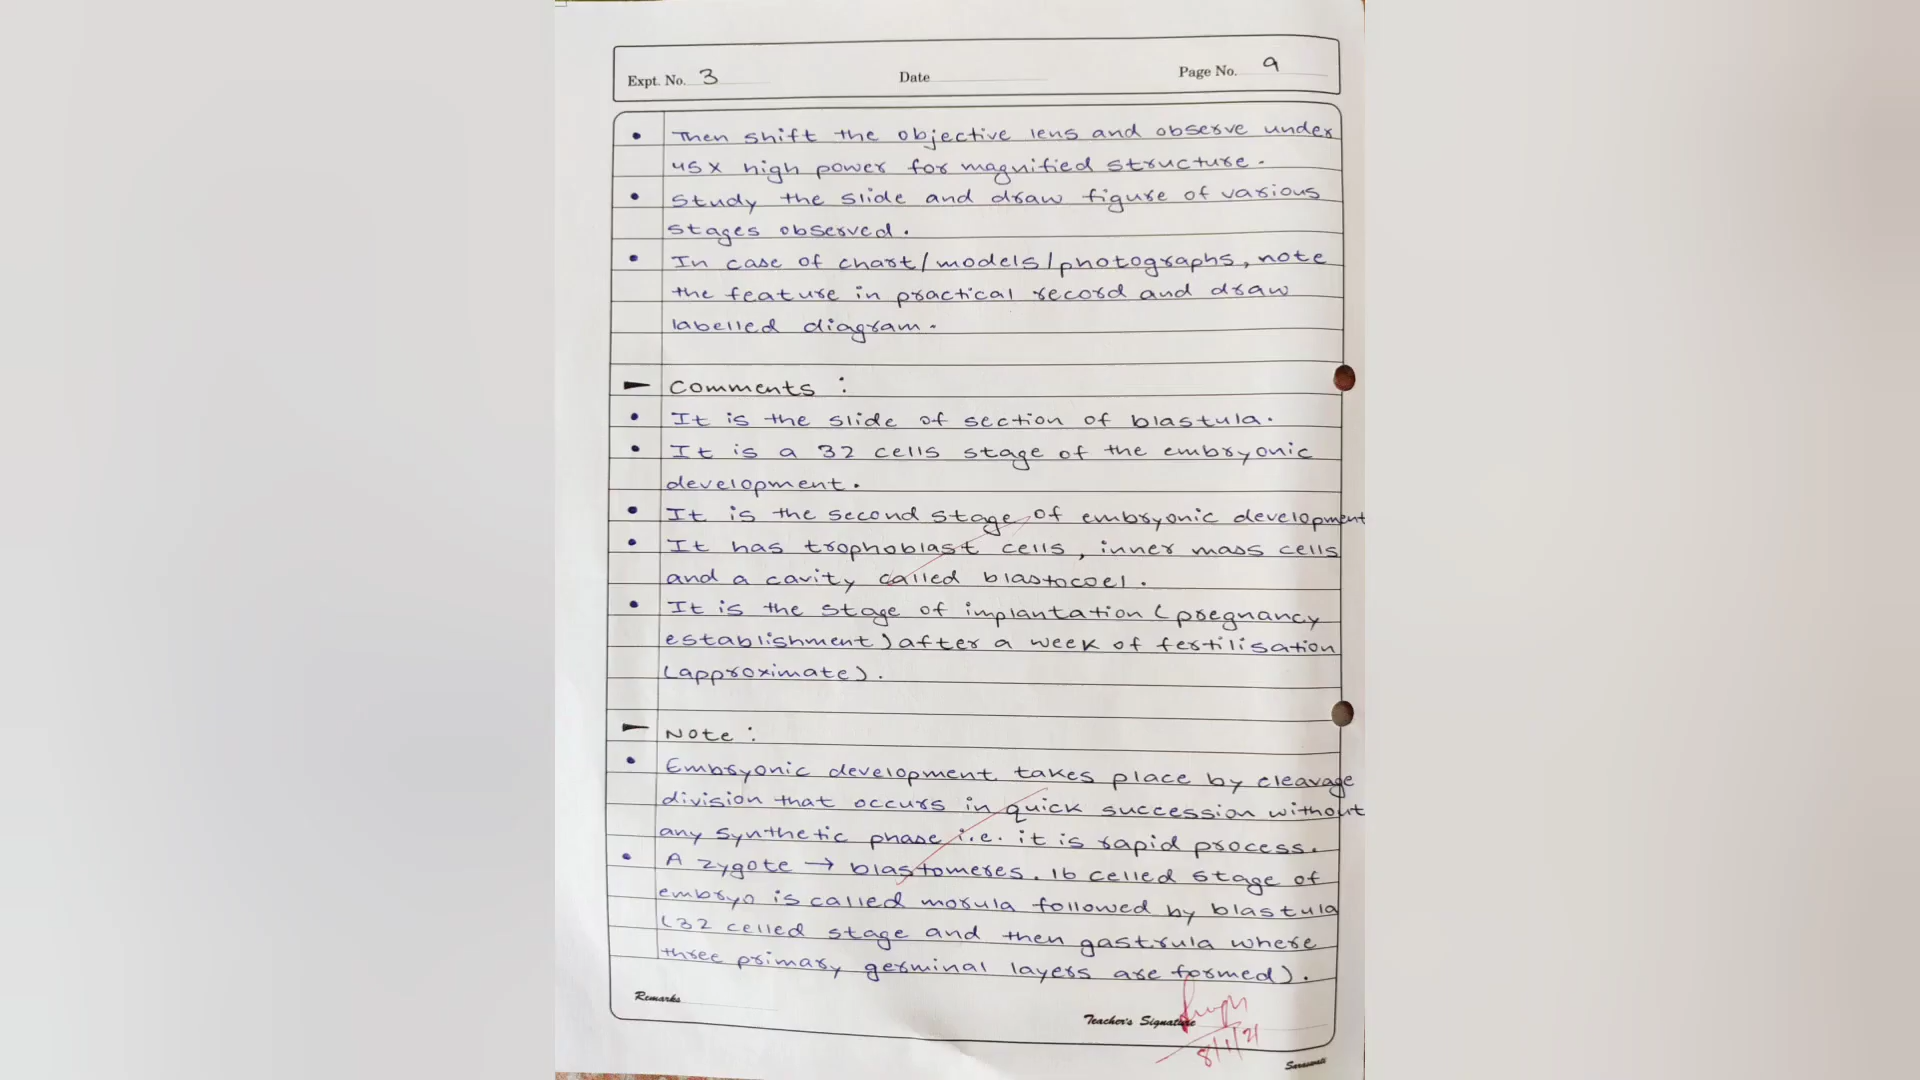 Expt. No. 3 Date Page No. 9
• Then shift the objective lens and observe under
45x high power for magnified structure.
• Study the slide and draw figure of various
stages observed.
• In case of chart/models/photographs, note
the feature in practical record and draw
labelled diagram.
Comments :
• It is the slide of section of blastula.
• It is a 32 cells stage of the embryonic
development.
• It is the second stage of embryonic development
• It has trophoblast cells, inner mass cells
and a cavity called blastocoel.
• It is the stage of implantation (pregnancy
establishment) after a week of fertilisation
(approximate).
Note :
• Embryonic development takes place by cleavage
division that occurs in quick succession without
any synthetic phase i.e. it is rapid process.
• A zygote → blastomeres. 16 celled stage of
embryo is called morula followed by blastula
(32 celled stage and then gastrula where
three primary germinal layers are formed).
Remarks
Teacher's Signature
8/1/21
Saraswati